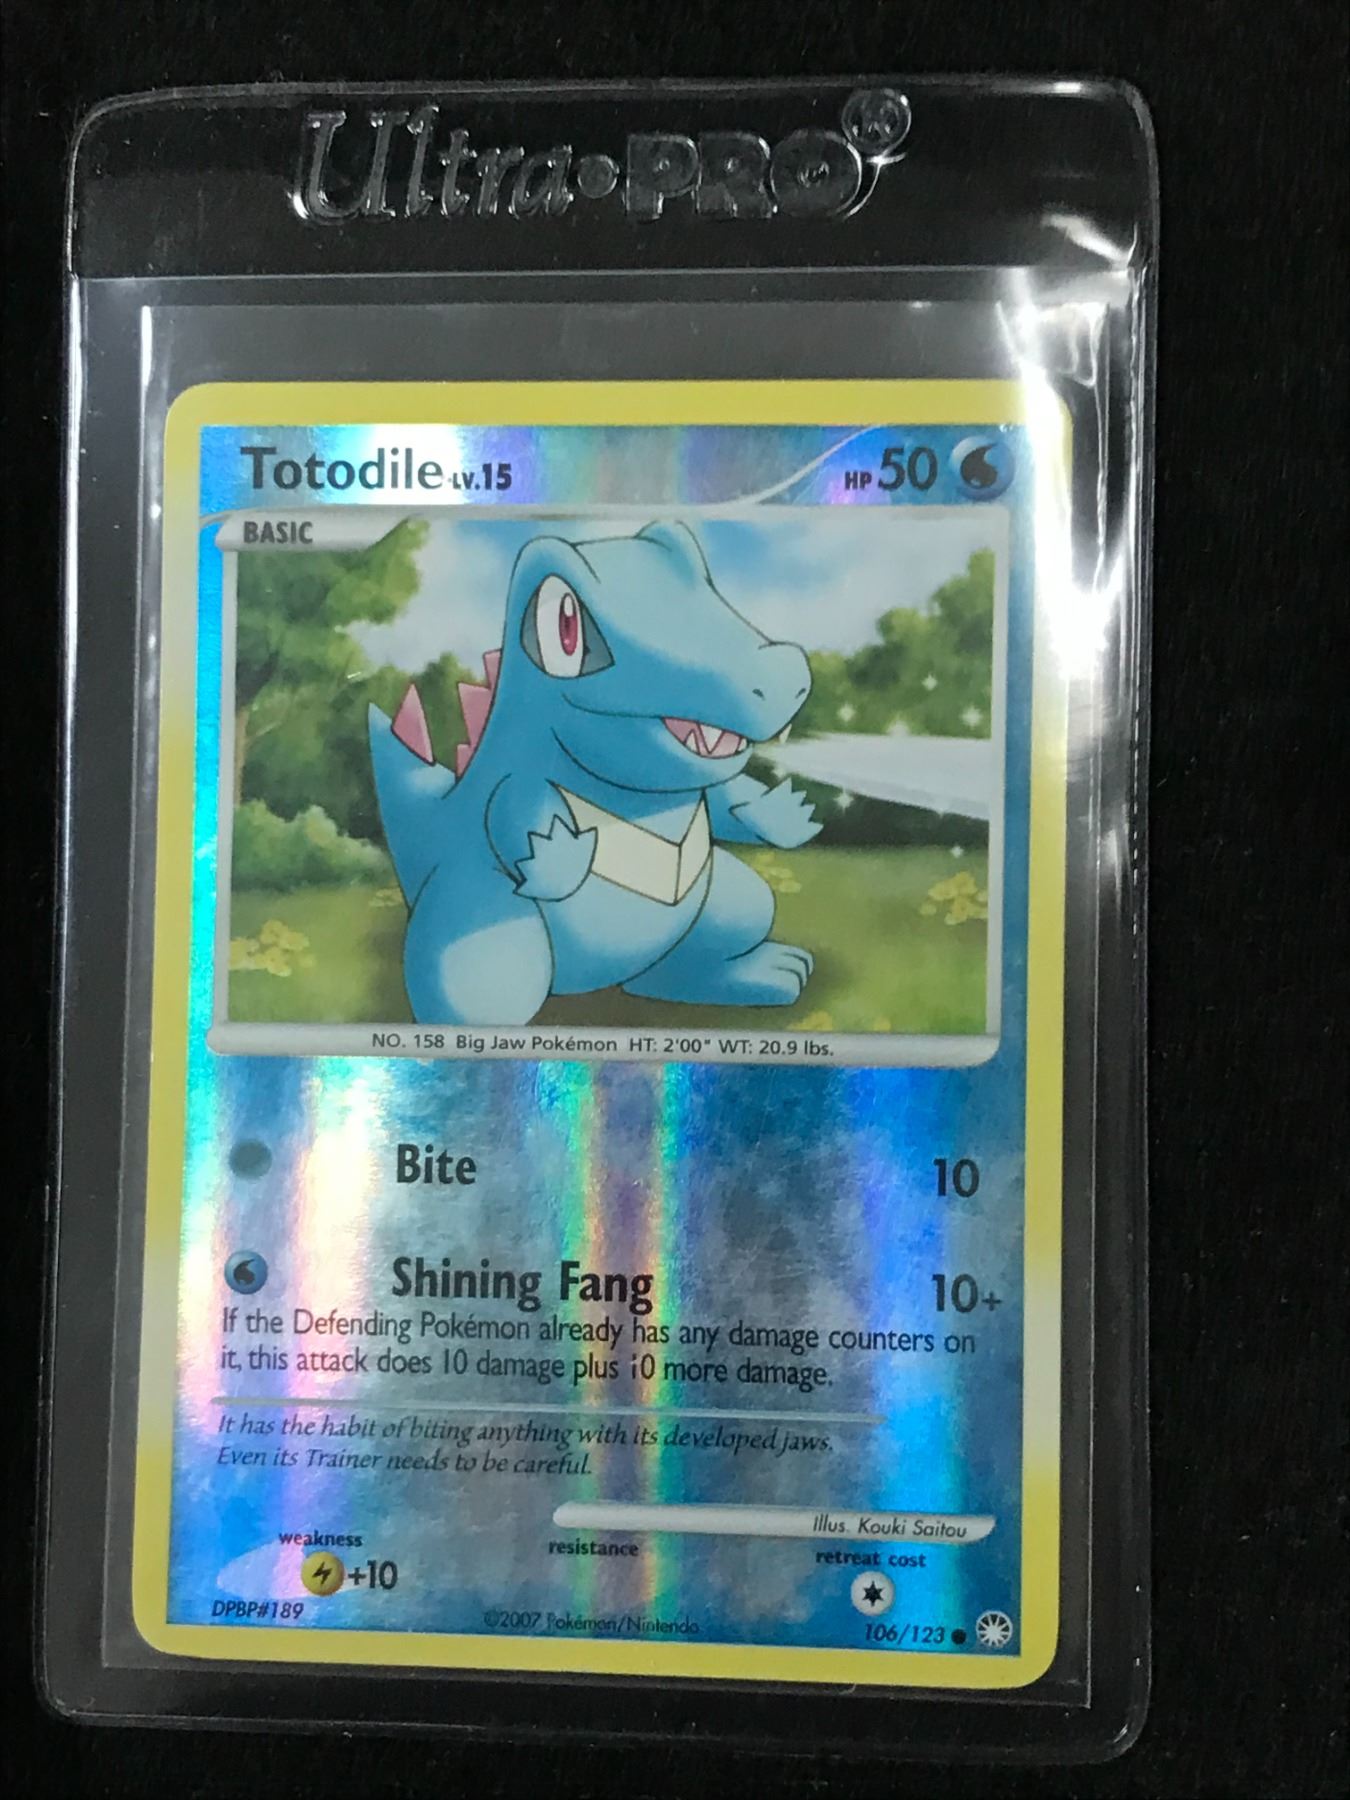 Ultra•PRO®
Totodile LV.15
HP 50
BASIC
NO. 158 Big Jaw Pokémon HT: 2'00" WT: 20.9 lbs.
Bite 10
Shining Fang 10+
If the Defending Pokémon already has any damage counters on
it, this attack does 10 damage plus 10 more damage.
It has the habit of biting anything with its developed jaws.
Even its Trainer needs to be careful.
Illus. Kouki Saitou
weakness resistance retreat cost
+10
DPBP#189 ©2007 Pokémon/Nintendo 106/123